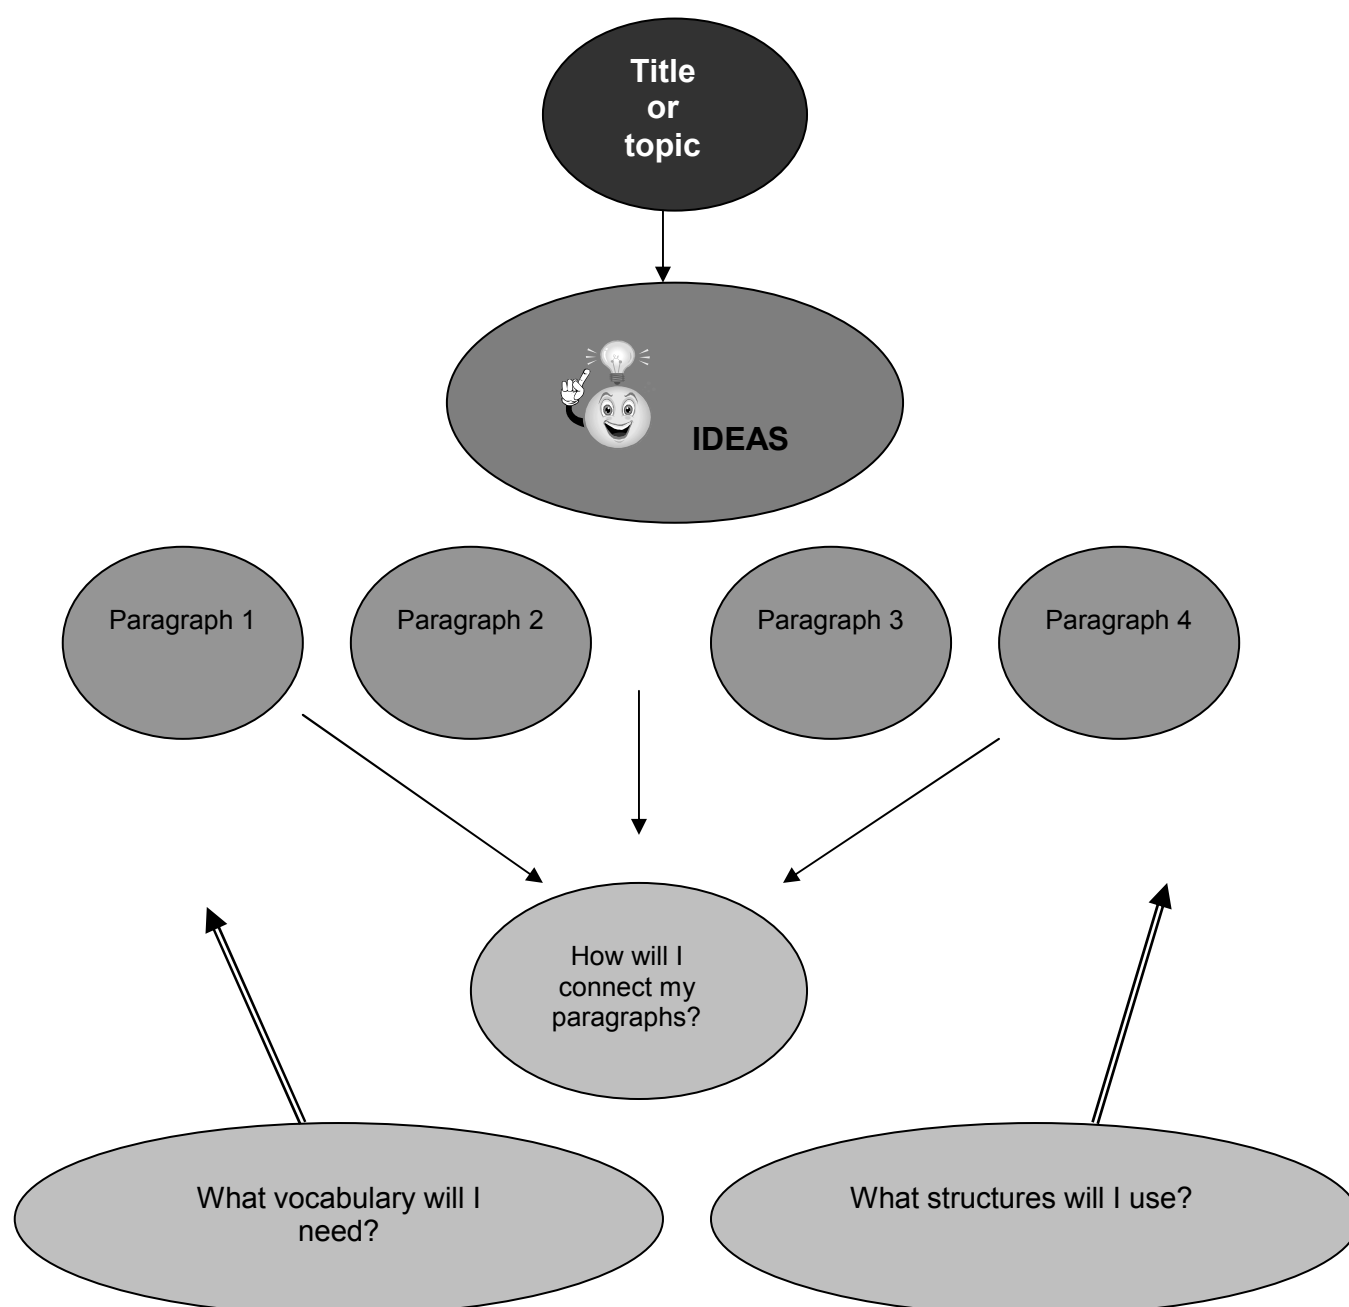 Title
or
topic
IDEAS
Paragraph 1
Paragraph 2
Paragraph 3
Paragraph 4
How will I
connect my
paragraphs?
What vocabulary will I
need?
What structures will I use?